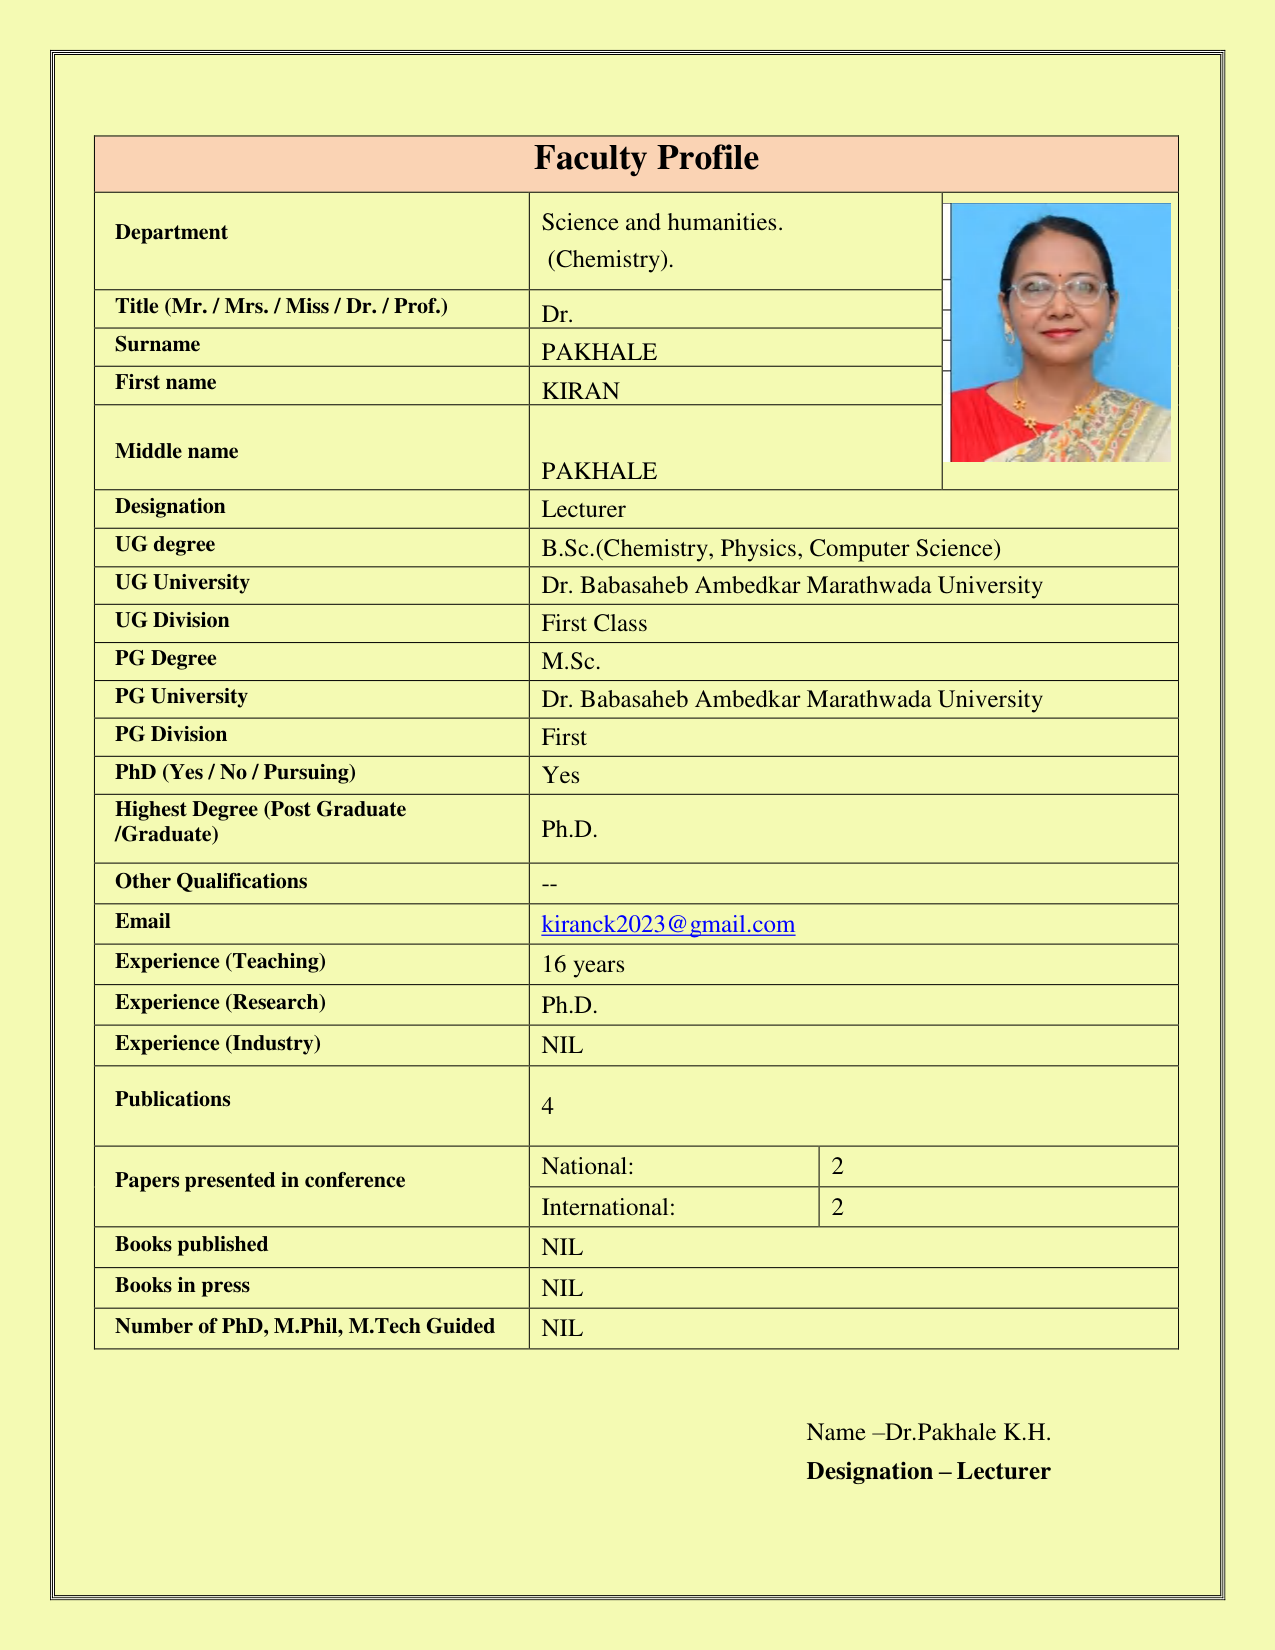 Faculty Profile
Department
Science and humanities.
(Chemistry).
Title (Mr. / Mrs. / Miss / Dr. / Prof.)
Dr.
Surname
PAKHALE
First name
KIRAN
Middle name
PAKHALE
Designation
Lecturer
UG degree
B.Sc.(Chemistry, Physics, Computer Science)
UG University
Dr. Babasaheb Ambedkar Marathwada University
UG Division
First Class
PG Degree
M.Sc.
PG University
Dr. Babasaheb Ambedkar Marathwada University
PG Division
First
PhD (Yes / No / Pursuing)
Yes
Highest Degree (Post Graduate
/Graduate)
Ph.D.
Other Qualifications
--
Email
kiranck2023@gmail.com
Experience (Teaching)
16 years
Experience (Research)
Ph.D.
Experience (Industry)
NIL
Publications
4
Papers presented in conference
National:
2
International:
2
Books published
NIL
Books in press
NIL
Number of PhD, M.Phil, M.Tech Guided
NIL
Name –Dr.Pakhale K.H.
Designation – Lecturer